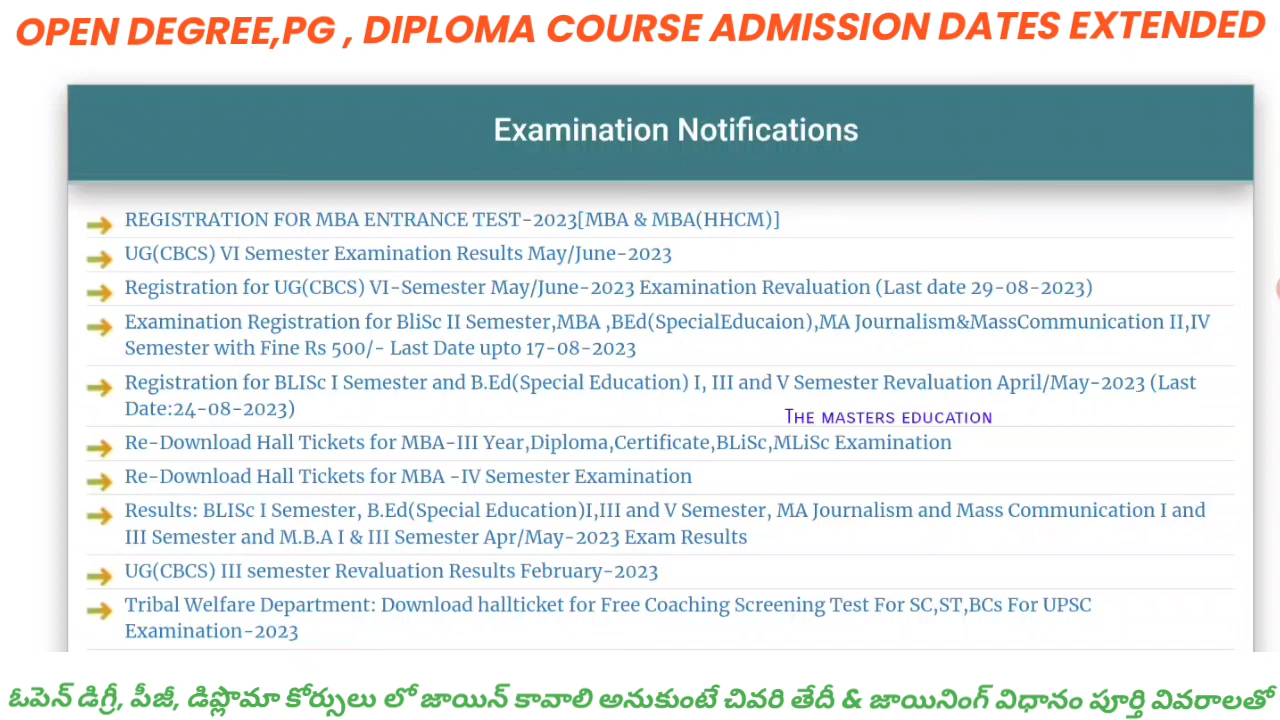 OPEN DEGREE,PG , DIPLOMA COURSE ADMISSION DATES EXTENDED
Examination Notifications
REGISTRATION FOR MBA ENTRANCE TEST-2023[MBA & MBA(HHCM)]
UG(CBCS) VI Semester Examination Results May/June-2023
Registration for UG(CBCS) VI-Semester May/June-2023 Examination Revaluation (Last date 29-08-2023)
Examination Registration for BliSc II Semester,MBA ,BEd(SpecialEducaion),MA Journalism&MassCommunication II,IV
Semester with Fine Rs 500/- Last Date upto 17-08-2023
Registration for BLISc I Semester and B.Ed(Special Education) I, III and V Semester Revaluation April/May-2023 (Last
Date:24-08-2023)
THE MASTERS EDUCATION
Re-Download Hall Tickets for MBA-III Year,Diploma,Certificate,BLiSc,MLiSc Examination
Re-Download Hall Tickets for MBA -IV Semester Examination
Results: BLISc I Semester, B.Ed(Special Education)I,III and V Semester, MA Journalism and Mass Communication I and
III Semester and M.B.A I & III Semester Apr/May-2023 Exam Results
UG(CBCS) III semester Revaluation Results February-2023
Tribal Welfare Department: Download hallticket for Free Coaching Screening Test For SC,ST,BCs For UPSC
Examination-2023
ఓపెన్ డిగ్రీ, పీజీ, డిప్లొమా కోర్సులు లో జాయిన్ కావాలి అనుకుంటే చివరి తేదీ & జాయినింగ్ విధానం పూర్తి వివరాలతో